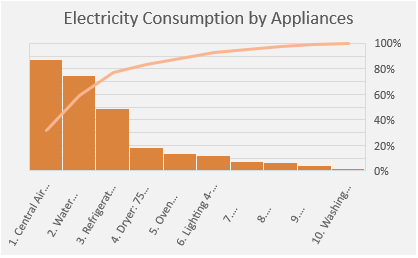 Electricity Consumption by Appliances
100%
80%
60%
40%
20%
0%
1. Central Air…
2. Water…
3. Refrigerat…
4. Dryer: 75…
5. Oven…
6. Lighting 4-…
7.…
8.…
9.…
10. Washing…